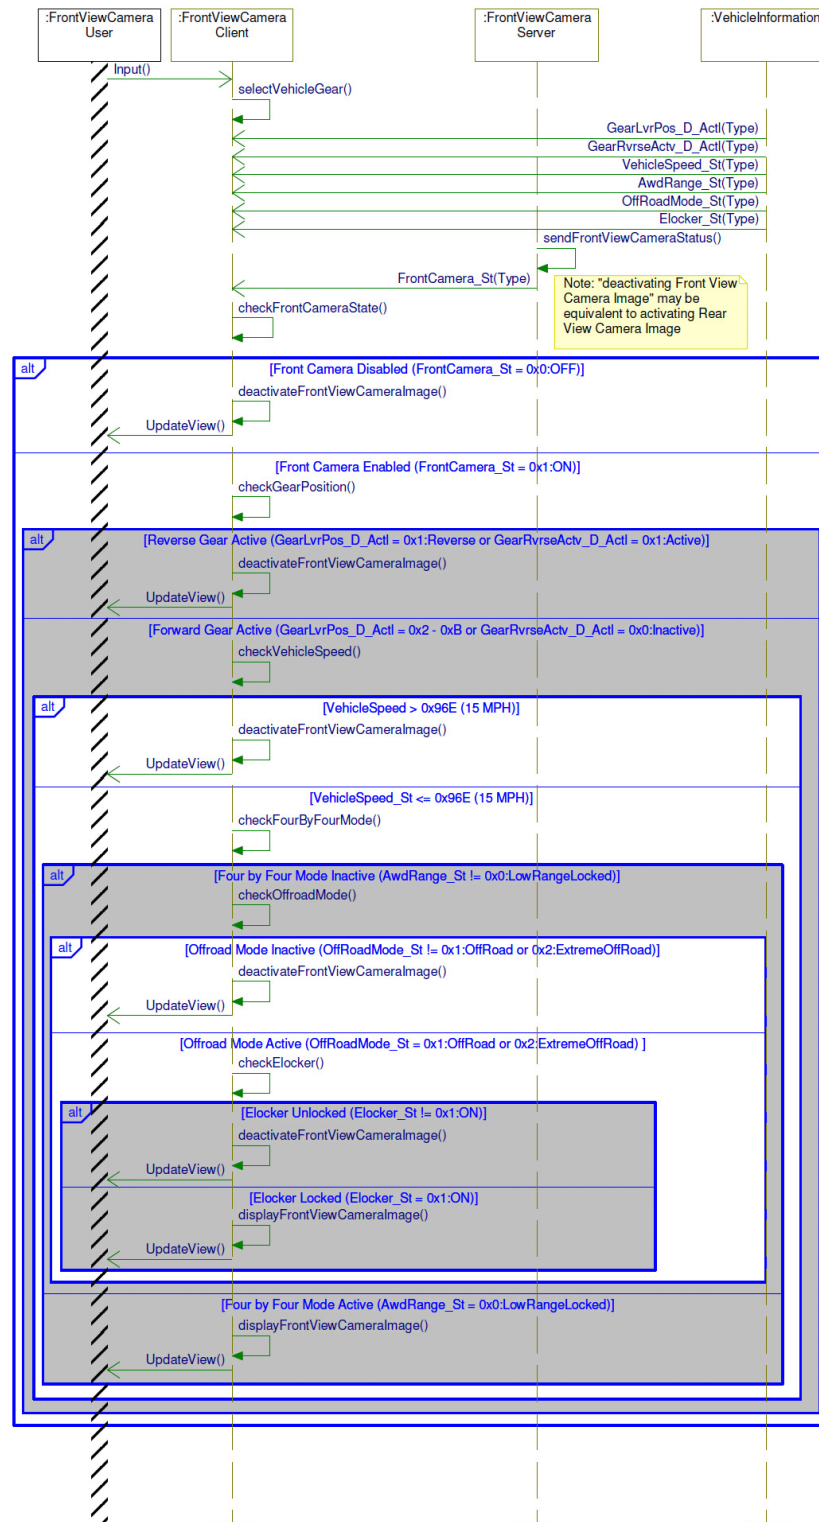 :FrontViewCamera
User
:FrontViewCamera
Client
:FrontViewCamera
Server
:VehicleInformation
Input()
selectVehicleGear()
GearLvrPos_D_Actl(Type)
GearRvrseActv_D_Actl(Type)
VehicleSpeed_St(Type)
AwdRange_St(Type)
OffRoadMode_St(Type)
Elocker_St(Type)
sendFrontViewCameraStatus()
FrontCamera_St(Type)
Note: "deactivating Front View
Camera Image" may be
equivalent to activating Rear
View Camera Image
checkFrontCameraState()
alt
[Front Camera Disabled (FrontCamera_St = 0x0:OFF)]
deactivateFrontViewCameraImage()
UpdateView()
[Front Camera Enabled (FrontCamera_St = 0x1:ON)]
checkGearPosition()
alt
[Reverse Gear Active (GearLvrPos_D_Actl = 0x1:Reverse or GearRvrseActv_D_Actl = 0x1:Active)]
deactivateFrontViewCameraImage()
UpdateView()
[Forward Gear Active (GearLvrPos_D_Actl = 0x2 - 0xB or GearRvrseActv_D_Actl = 0x0:Inactive)]
checkVehicleSpeed()
alt
[VehicleSpeed > 0x96E (15 MPH)]
deactivateFrontViewCameraImage()
UpdateView()
[VehicleSpeed_St <= 0x96E (15 MPH)]
checkFourByFourMode()
alt
[Four by Four Mode Inactive (AwdRange_St != 0x0:LowRangeLocked)]
checkOffroadMode()
alt
[Offroad Mode Inactive (OffRoadMode_St != 0x1:OffRoad or 0x2:ExtremeOffRoad)]
deactivateFrontViewCameraImage()
UpdateView()
[Offroad Mode Active (OffRoadMode_St = 0x1:OffRoad or 0x2:ExtremeOffRoad) ]
checkElocker()
alt
[Elocker Unlocked (Elocker_St != 0x1:ON)]
deactivateFrontViewCameraImage()
UpdateView()
[Elocker Locked (Elocker_St = 0x1:ON)]
displayFrontViewCameraImage()
UpdateView()
[Four by Four Mode Active (AwdRange_St = 0x0:LowRangeLocked)]
displayFrontViewCameraImage()
UpdateView()